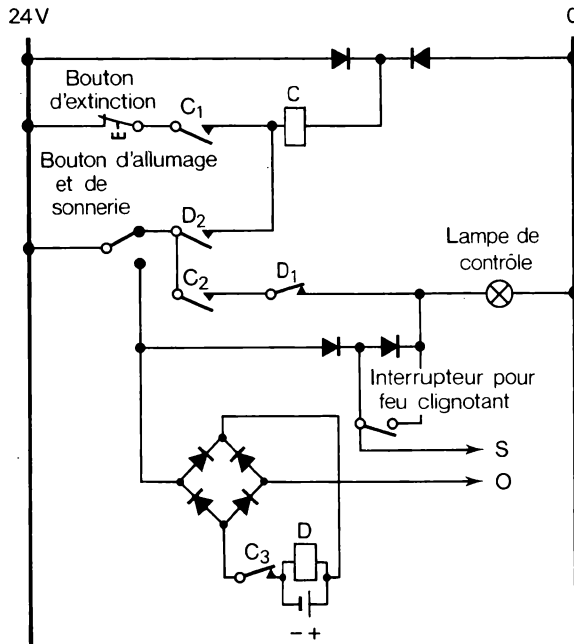 24V
0
Bouton
d'extinction
C1
C
Bouton d'allumage
et de
sonnerie
D2
Lampe de
contrôle
C2
D1
Interrupteur pour
feu clignotant
S
O
D
C3
- +